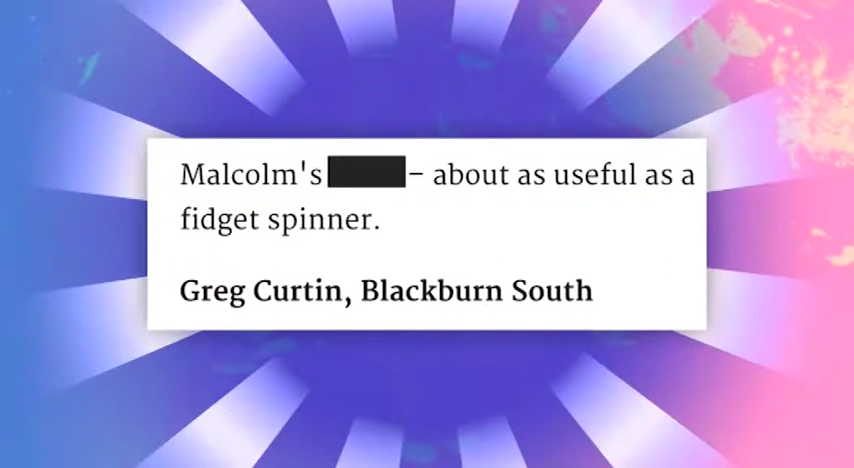 Malcolm's – about as useful as a
fidget spinner.
Greg Curtin, Blackburn South